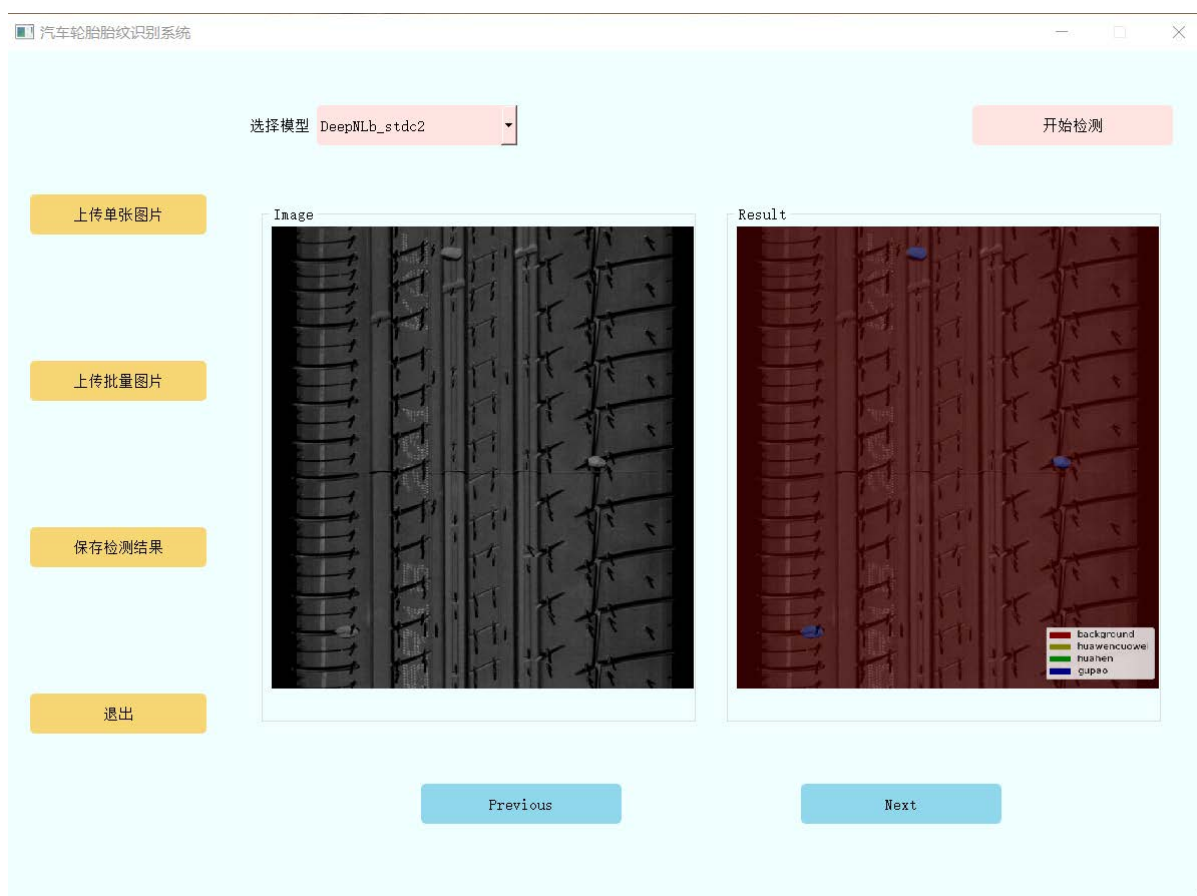 汽车轮胎胎纹识别系统
选择模型 DeepNLb_stdc2
开始检测
上传单张图片
Image
Result
上传批量图片
保存检测结果
background
huawencuowei
huahen
gupao
退出
Previous
Next